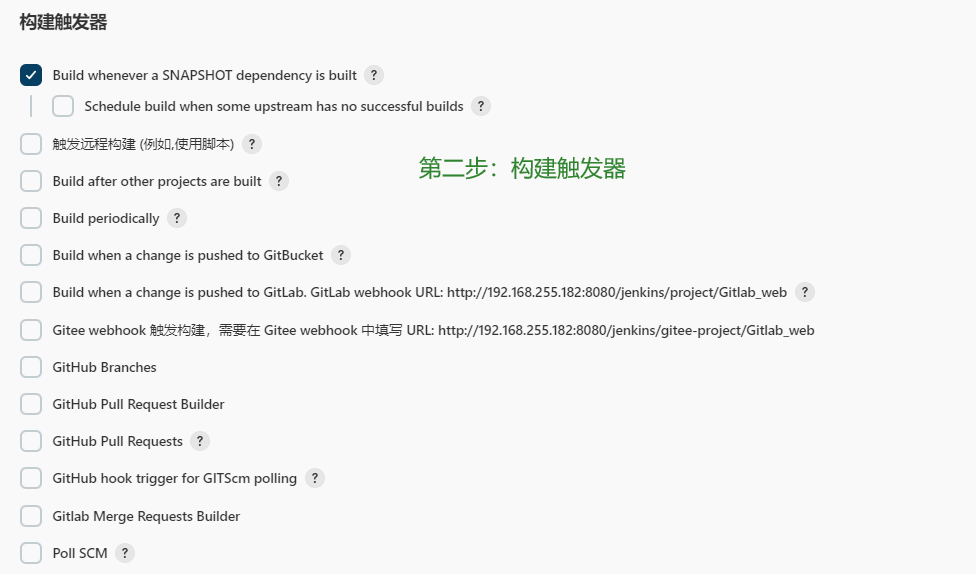 构建触发器
Build whenever a SNAPSHOT dependency is built ?
Schedule build when some upstream has no successful builds ?
触发远程构建 (例如,使用脚本) ?
第二步：构建触发器
Build after other projects are built ?
Build periodically ?
Build when a change is pushed to GitBucket ?
Build when a change is pushed to GitLab. GitLab webhook URL: http://192.168.255.182:8080/jenkins/project/Gitlab_web ?
Gitee webhook 触发构建，需要在 Gitee webhook 中填写 URL: http://192.168.255.182:8080/jenkins/gitee-project/Gitlab_web
GitHub Branches
GitHub Pull Request Builder
GitHub Pull Requests ?
GitHub hook trigger for GITScm polling ?
Gitlab Merge Requests Builder
Poll SCM ?